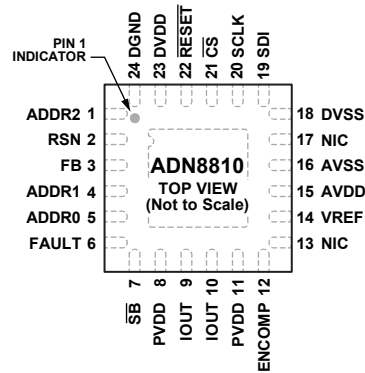 PIN 1
INDICATOR
24 DGND
23 DVDD
22 RESET
21 CS
20 SCLK
19 SDI
ADDR2 1
RSN 2
FB 3
ADDR1 4
ADDR0 5
FAULT 6
ADN8810
TOP VIEW
(Not to Scale)
18 DVSS
17 NIC
16 AVSS
15 AVDD
14 VREF
13 NIC
SB 7
PVDD 8
IOUT 9
IOUT 10
PVDD 11
ENCOMP 12